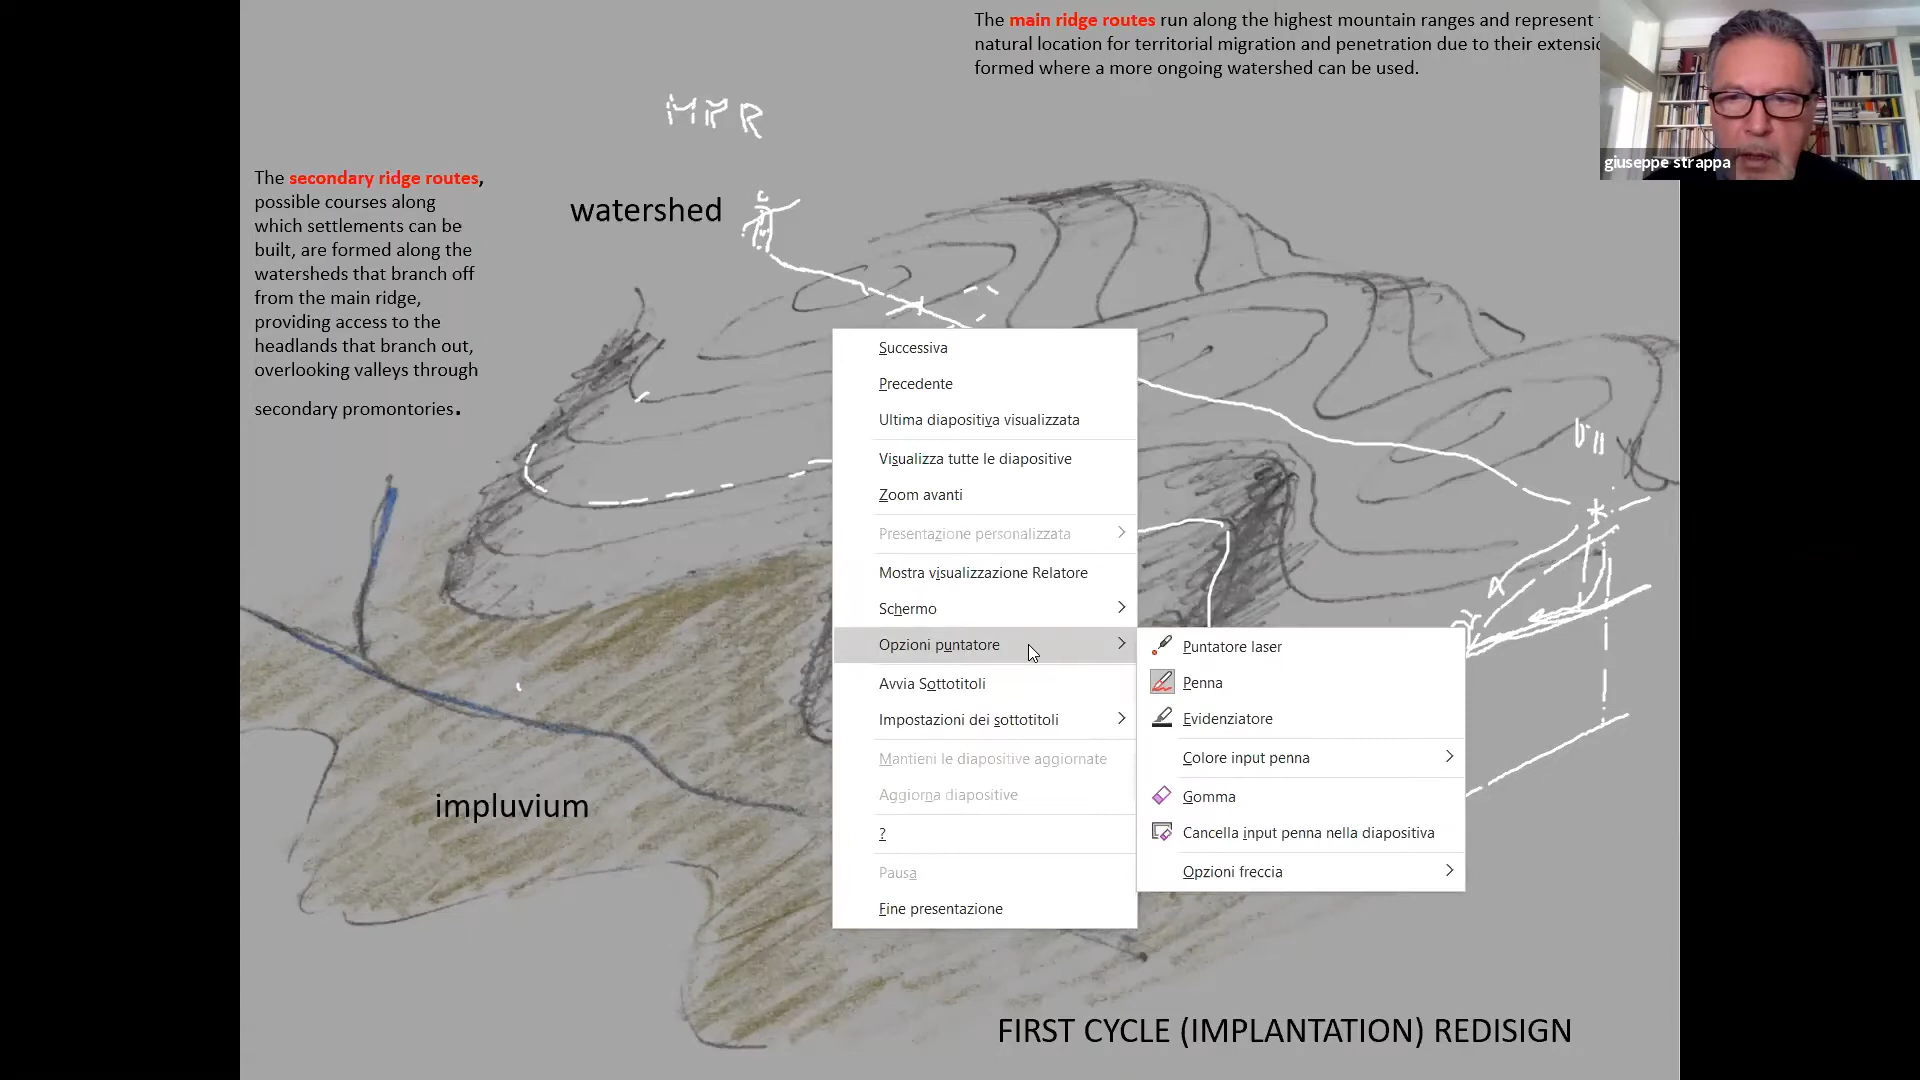 The main ridge routes run along the highest mountain ranges and represent
natural location for territorial migration and penetration due to their
formed where a more ongoing watershed can be used.
giuseppe strappa
MPR
The secondary ridge routes,
possible courses along
which settlements can be
built, are formed along the
watersheds that branch off
from the main ridge,
providing access to the
headlands that branch out,
overlooking valleys through
secondary promontories.
watershed
impluvium
Successiva
Precedente
Ultima diapositiva visualizzata
Visualizza tutte le diapositive
Zoom avanti
Presentazione personalizzata
Mostra visualizzazione Relatore
Schermo
Opzioni puntatore
Avvia Sottotitoli
Impostazioni dei sottotitoli
Mantieni le diapositive aggiornate
Aggiorna diapositive
?
Pausa
Fine presentazione
Puntatore laser
Penna
Evidenziatore
Colore input penna
Gomma
Cancella input penna nella diapositiva
Opzioni freccia
FIRST CYCLE (IMPLANTATION) REDISIGN